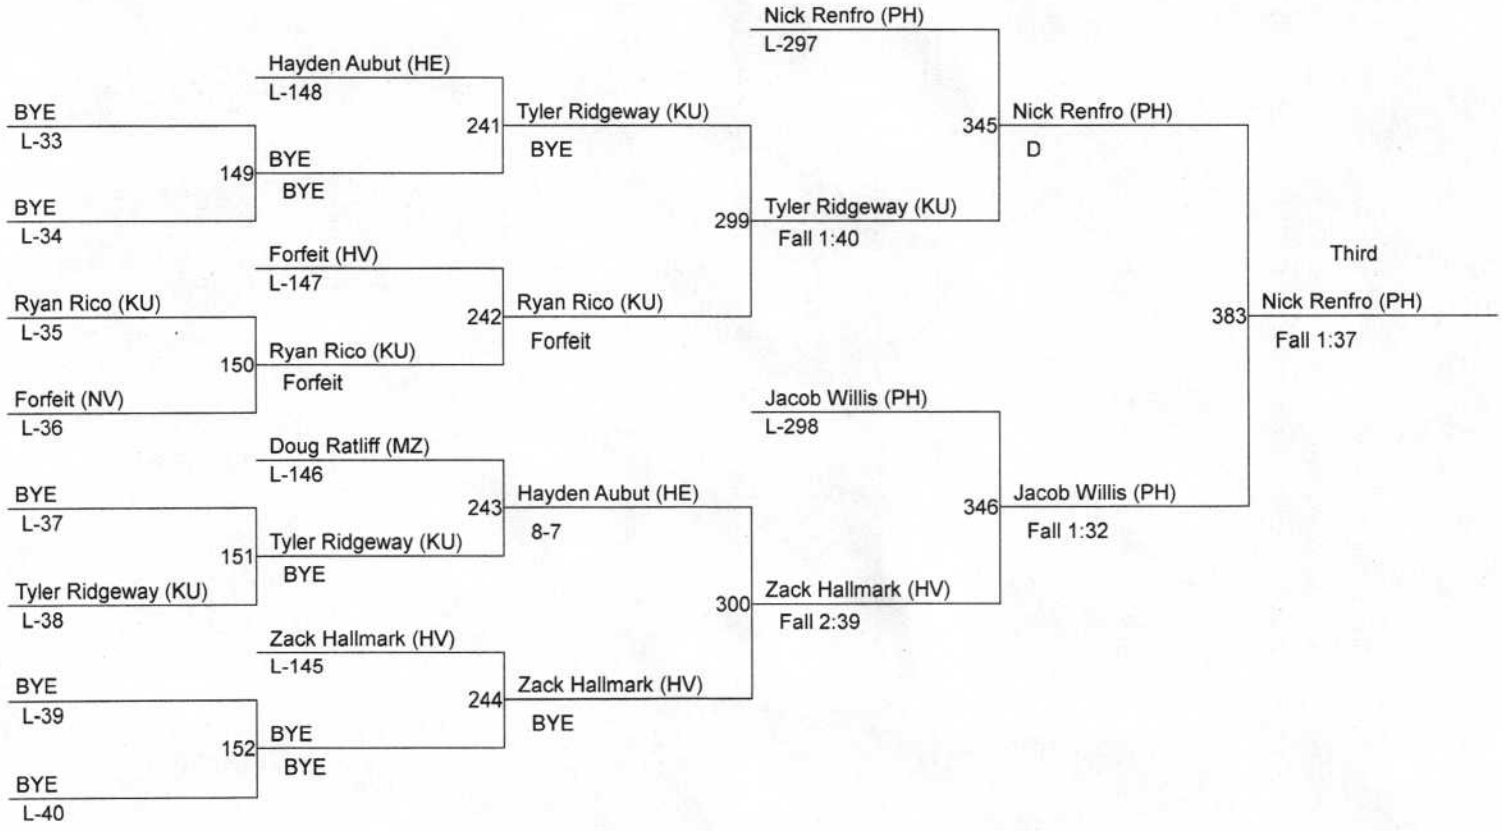 Nick Renfro (PH)
L-297
Hayden Aubut (HE)
L-148
BYE
L-33
241
Tyler Ridgeway (KU)
BYE
345
Nick Renfro (PH)
D
149
BYE
BYE
BYE
L-34
299
Tyler Ridgeway (KU)
Fall 1:40
Forfeit (HV)
L-147
Third
Ryan Rico (KU)
L-35
242
Ryan Rico (KU)
Forfeit
383
Nick Renfro (PH)
Fall 1:37
150
Ryan Rico (KU)
Forfeit
Forfeit (NV)
L-36
Jacob Willis (PH)
L-298
Doug Ratliff (MZ)
L-146
BYE
L-37
243
Hayden Aubut (HE)
8-7
346
Jacob Willis (PH)
Fall 1:32
151
Tyler Ridgeway (KU)
BYE
Tyler Ridgeway (KU)
L-38
300
Zack Hallmark (HV)
Fall 2:39
Zack Hallmark (HV)
L-145
BYE
L-39
244
Zack Hallmark (HV)
BYE
152
BYE
BYE
BYE
L-40